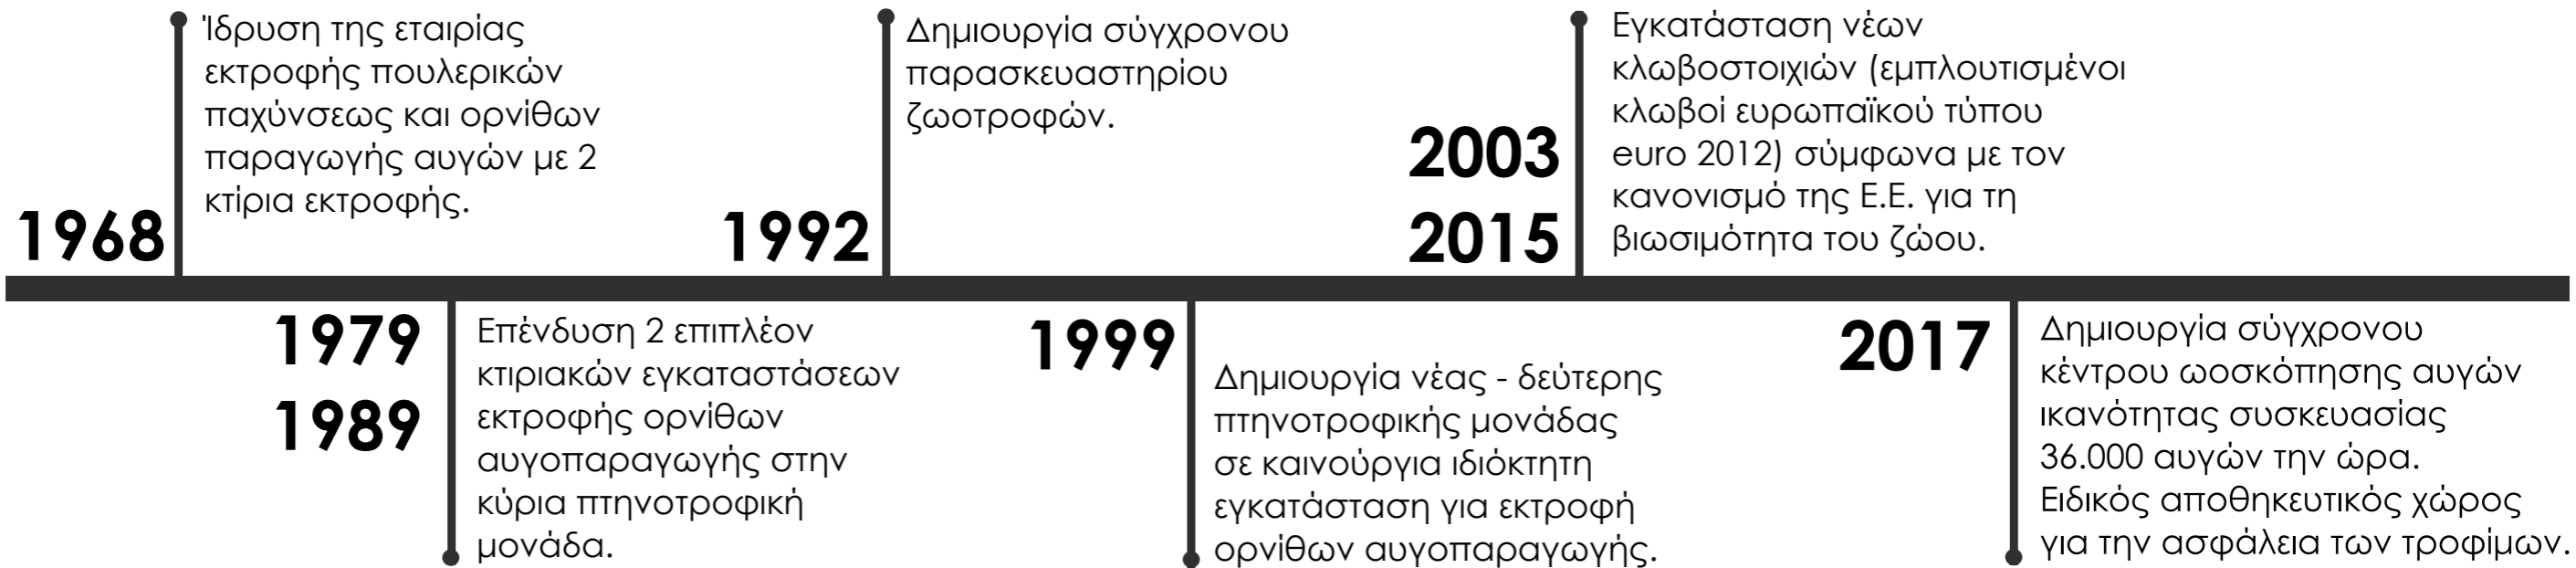 1968
Ίδρυση της εταιρίας
εκτροφής πουλερικών
παχύνσεως και ορνίθων
παραγωγής αυγών με 2
κτίρια εκτροφής.
1979
1989
Επένδυση 2 επιπλέον
κτιριακών εγκαταστάσεων
εκτροφής ορνίθων
αυγοπαραγωγής στην
κύρια πτηνοτροφική
μονάδα.
1992
Δημιουργία σύγχρονου
παρασκευαστηρίου
ζωοτροφών.
1999
Δημιουργία νέας - δεύτερης
πτηνοτροφικής μονάδας
σε καινούργια ιδιόκτητη
εγκατάσταση για εκτροφή
ορνίθων αυγοπαραγωγής.
2003
2015
Εγκατάσταση νέων
κλωβοστοιχιών (εμπλουτισμένοι
κλωβοί ευρωπαϊκού τύπου
euro 2012) σύμφωνα με τον
κανονισμό της Ε.Ε. για τη
βιωσιμότητα του ζώου.
2017
Δημιουργία σύγχρονου
κέντρου ωοσκόπησης αυγών
ικανότητας συσκευασίας
36.000 αυγών την ώρα.
Ειδικός αποθηκευτικός χώρος
για την ασφάλεια των τροφίμων.